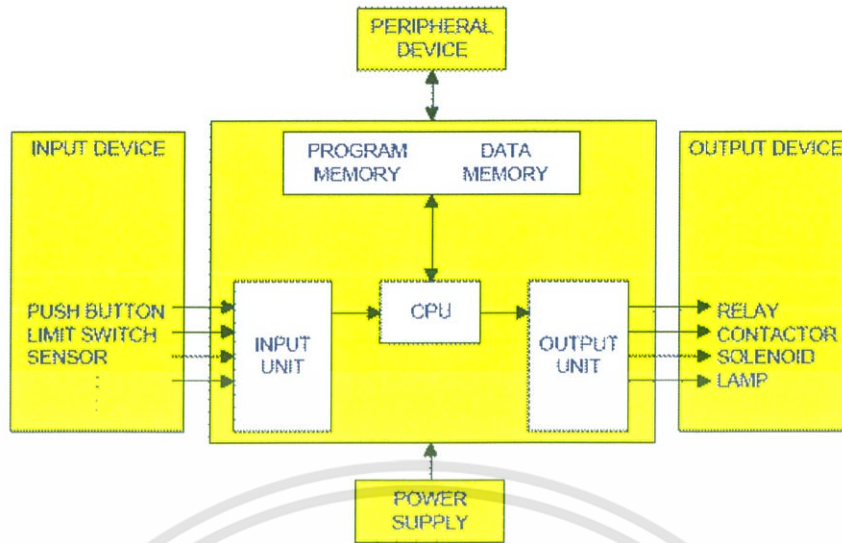 PERIPHERAL
DEVICE
INPUT DEVICE
PROGRAM
MEMORY
DATA
MEMORY
OUTPUT DEVICE
PUSH BUTTON
LIMIT SWITCH
SENSOR
INPUT
UNIT
CPU
OUTPUT
UNIT
RELAY
CONTACTOR
SOLENOID
LAMP
POWER
SUPPLY